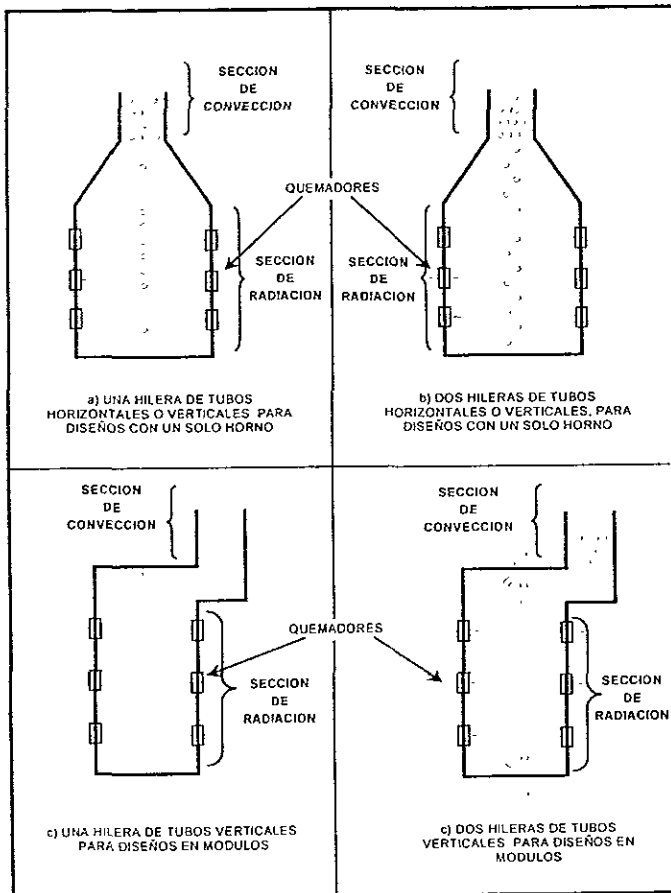 SECCION
DE
CONVECCION
SECCION
DE
CONVECCION
QUEMADORES
SECCION
DE
RADIACION
SECCION
DE
RADIACION
a) UNA HILERA DE TUBOS
HORIZONTALES O VERTICALES PARA
DISEÑOS CON UN SOLO HORNO
b) DOS HILERAS DE TUBOS
HORIZONTALES O VERTICALES, PARA
DISEÑOS CON UN SOLO HORNO
SECCION
DE
CONVECCION
SECCION
DE
CONVECCION
QUEMADORES
SECCION
DE
RADIACION
SECCION
DE
RADIACION
c) UNA HILERA DE TUBOS VERTICALES
PARA DISEÑOS EN MODULOS
c) DOS HILERAS DE TUBOS
VERTICALES PARA DISEÑOS EN
MODULOS